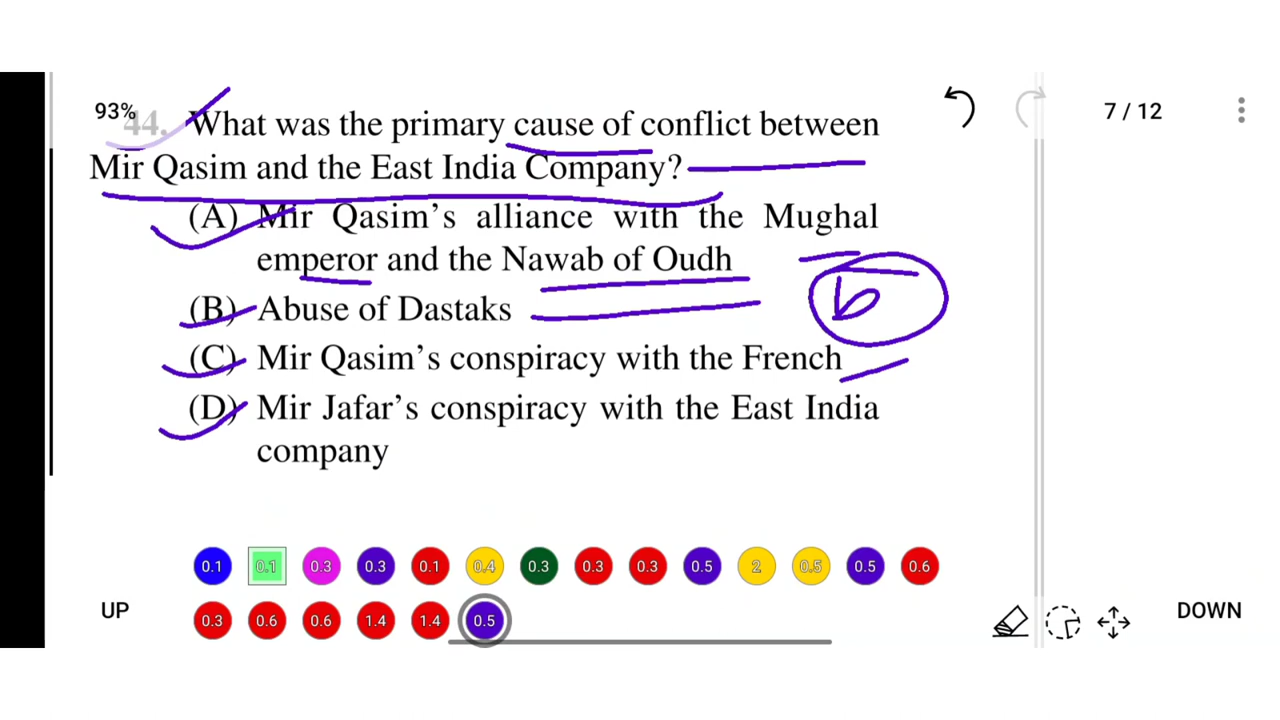 93%
44. What was the primary cause of conflict between
7 / 12
Mir Qasim and the East India Company?
(A) Mir Qasim's alliance with the Mughal
emperor and the Nawab of Oudh
b
(B) Abuse of Dastaks
(C) Mir Qasim's conspiracy with the French
(D) Mir Jafar's conspiracy with the East India
company
0.1 0.1 0.3 0.3 0.1 0.4 0.3 0.3 0.3 0.5 2 0.5 0.5 0.6
UP
DOWN
0.3 0.6 0.6 1.4 1.4 0.5